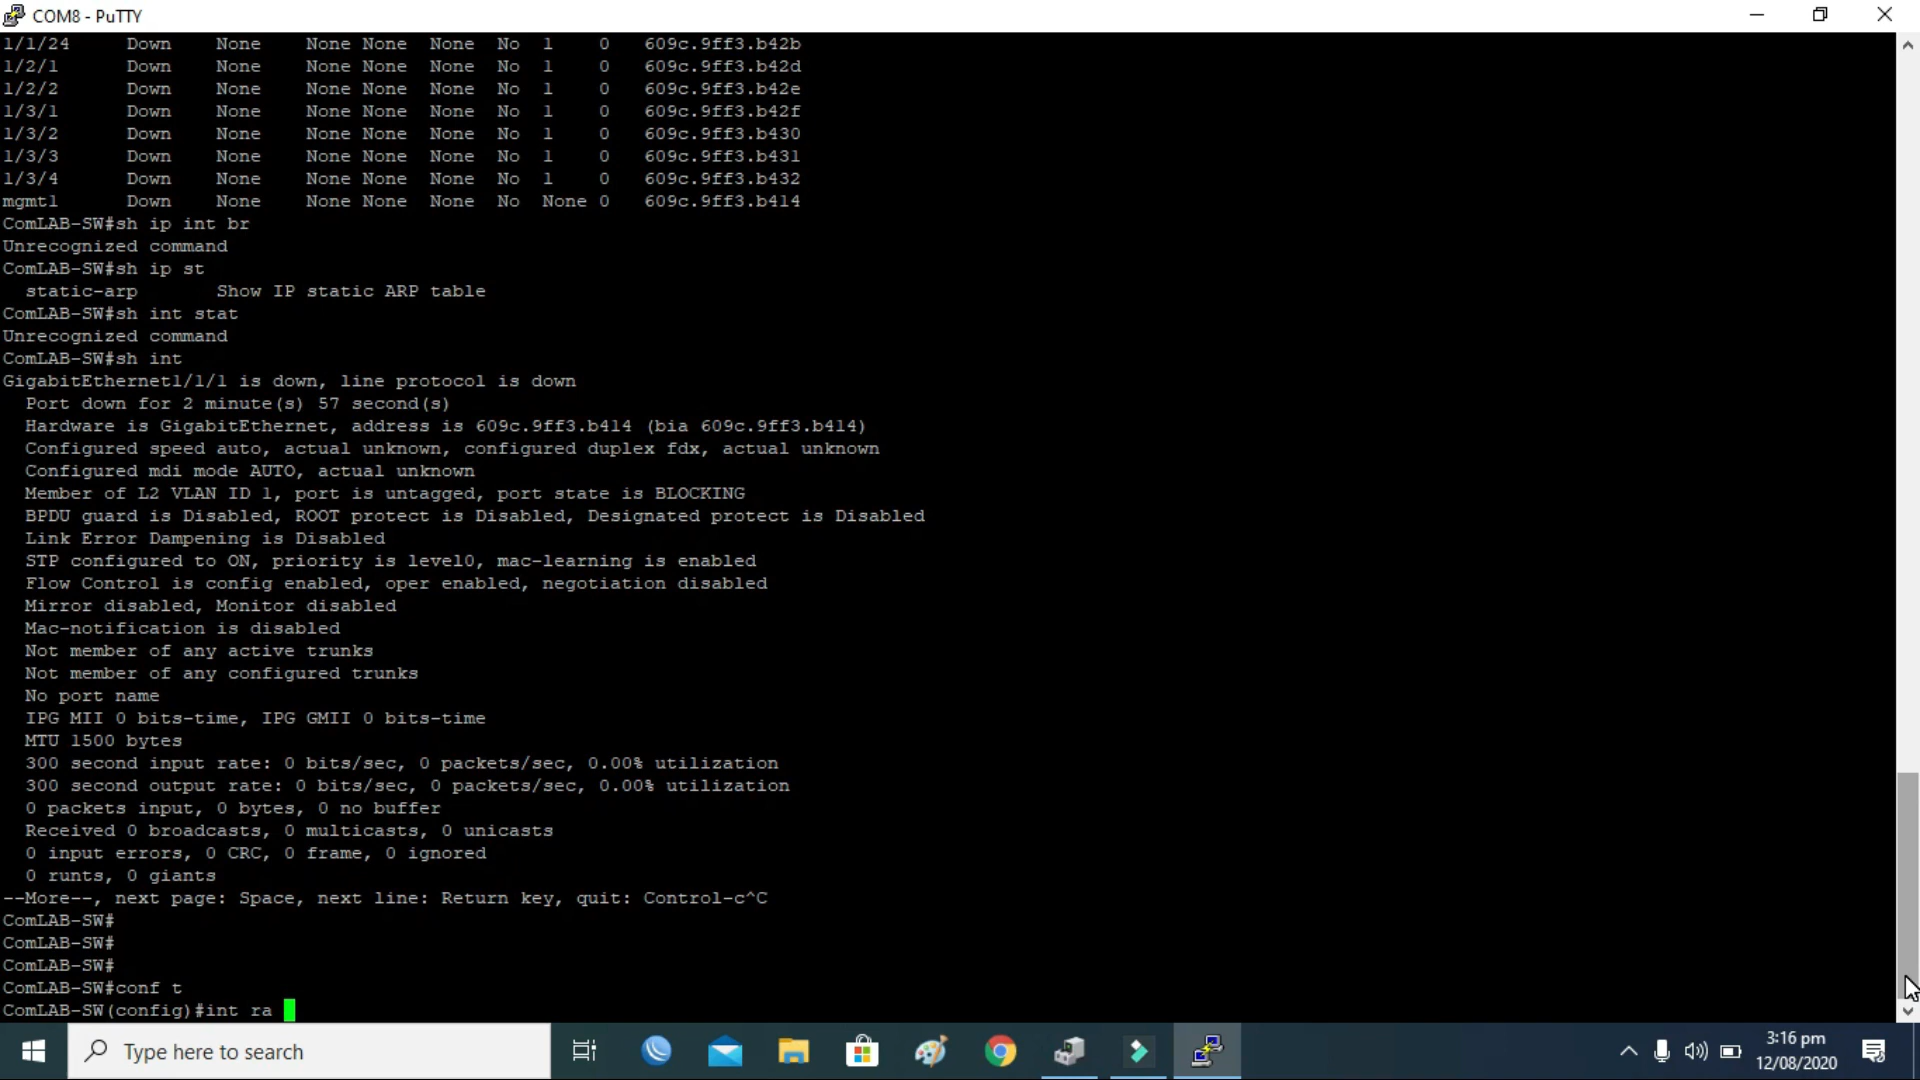 COM8 - PuTTY
1/1/24 Down None None None None No 1 0 609c.9ff3.b42b
1/2/1 Down None None None None No 1 0 609c.9ff3.b42d
1/2/2 Down None None None None No 1 0 609c.9ff3.b42e
1/3/1 Down None None None None No 1 0 609c.9ff3.b42f
1/3/2 Down None None None None No 1 0 609c.9ff3.b430
1/3/3 Down None None None None No 1 0 609c.9ff3.b431
1/3/4 Down None None None None No 1 0 609c.9ff3.b432
mgmt1 Down None None None None No None 0 609c.9ff3.b414
ComLAB-SW#sh ip int br
Unrecognized command
ComLAB-SW#sh ip st
static-arp Show IP static ARP table
ComLAB-SW#sh int stat
Unrecognized command
ComLAB-SW#sh int
GigabitEthernet1/1/1 is down, line protocol is down
Port down for 2 minute(s) 57 second(s)
Hardware is GigabitEthernet, address is 609c.9ff3.b414 (bia 609c.9ff3.b414)
Configured speed auto, actual unknown, configured duplex fdx, actual unknown
Configured mdi mode AUTO, actual unknown
Member of L2 VLAN ID 1, port is untagged, port state is BLOCKING
BPDU guard is Disabled, ROOT protect is Disabled, Designated protect is Disabled
Link Error Dampening is Disabled
STP configured to ON, priority is level0, mac-learning is enabled
Flow Control is config enabled, oper enabled, negotiation disabled
Mirror disabled, Monitor disabled
Mac-notification is disabled
Not member of any active trunks
Not member of any configured trunks
No port name
IPG MII 0 bits-time, IPG GMII 0 bits-time
MTU 1500 bytes
300 second input rate: 0 bits/sec, 0 packets/sec, 0.00% utilization
300 second output rate: 0 bits/sec, 0 packets/sec, 0.00% utilization
0 packets input, 0 bytes, 0 no buffer
Received 0 broadcasts, 0 multicasts, 0 unicasts
0 input errors, 0 CRC, 0 frame, 0 ignored
0 runts, 0 giants
--More--, next page: Space, next line: Return key, quit: Control-c^C
ComLAB-SW#
ComLAB-SW#
ComLAB-SW#
ComLAB-SW#conf t
ComLAB-SW(config)#int ra
Type here to search
3:16 pm
12/08/2020